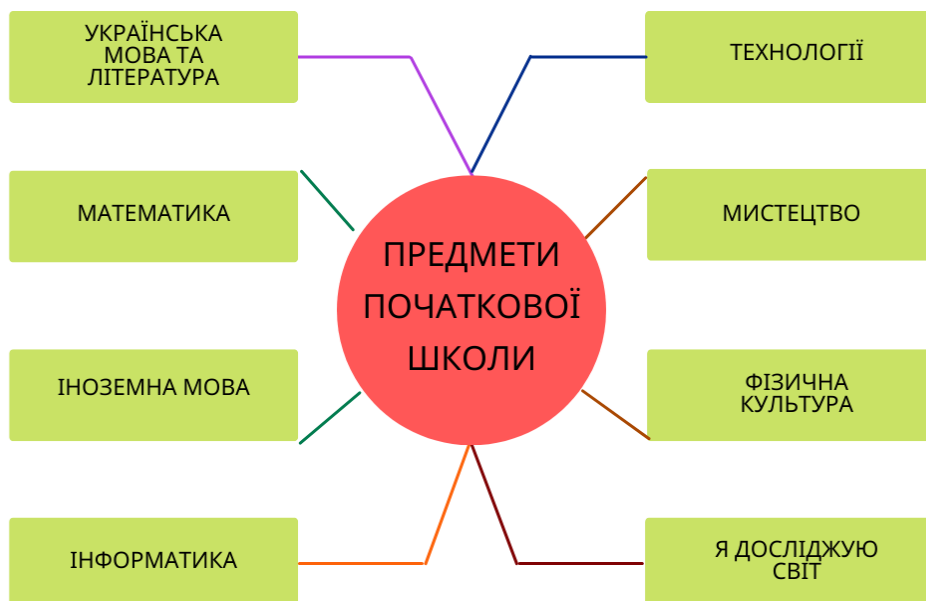 УКРАЇНСЬКА
МОВА ТА
ЛІТЕРАТУРА
ТЕХНОЛОГІЇ
МАТЕМАТИКА
МИСТЕЦТВО
ПРЕДМЕТИ
ПОЧАТКОВОЇ
ШКОЛИ
ІНОЗЕМНА МОВА
ФІЗИЧНА
КУЛЬТУРА
ІНФОРМАТИКА
Я ДОСЛІДЖУЮ
СВІТ